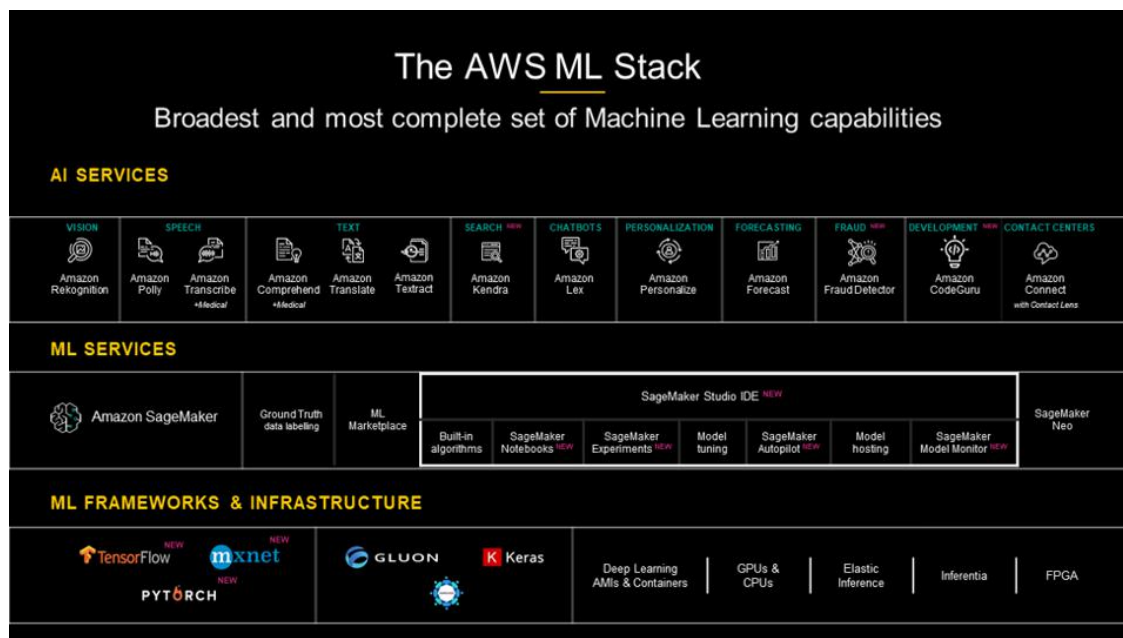 The AWS ML Stack
Broadest and most complete set of Machine Learning capabilities
AI SERVICES
VISION
Amazon
Rekognition
SPEECH
Amazon
Polly
Amazon
Transcribe
+Medical
TEXT
Amazon
Comprehend
+Medical
Amazon
Translate
Amazon
Textract
SEARCH NEW
Amazon
Kendra
CHATBOTS
Amazon
Lex
PERSONALIZATION
Amazon
Personalize
FORECASTING
Amazon
Forecast
FRAUD NEW
Amazon
Fraud Detector
DEVELOPMENT NEW
Amazon
CodeGuru
CONTACT CENTERS
Amazon
Connect
with Contact Lens
ML SERVICES
Amazon SageMaker
Ground Truth
data labelling
ML
Marketplace
SageMaker Studio IDE NEW
Built-in
algorithms
SageMaker
Notebooks NEW
SageMaker
Experiments NEW
Model
tuning
SageMaker
Autopilot NEW
Model
hosting
SageMaker
Model Monitor NEW
SageMaker
Neo
ML FRAMEWORKS & INFRASTRUCTURE
TensorFlow NEW
mxnet NEW
PYTORCH NEW
GLUON
K Keras
Deep Learning
AMIs & Containers
GPUs &
CPUs
Elastic
Inference
Inferentia
FPGA